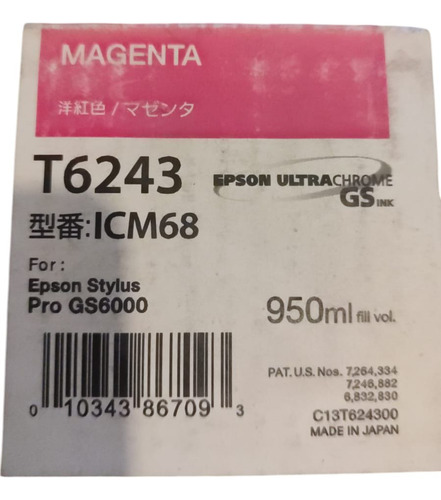 MAGENTA
洋紅色/マゼンタ
T6243
EPSON ULTRACHROME
GS INK
型番:ICM68
For :
Epson Stylus
Pro GS6000
950ml fill vol.
PAT. U.S. Nos. 7,264,334
7,246,882
6,832,830
0 10343 86709 3
C13T624300
MADE IN JAPAN